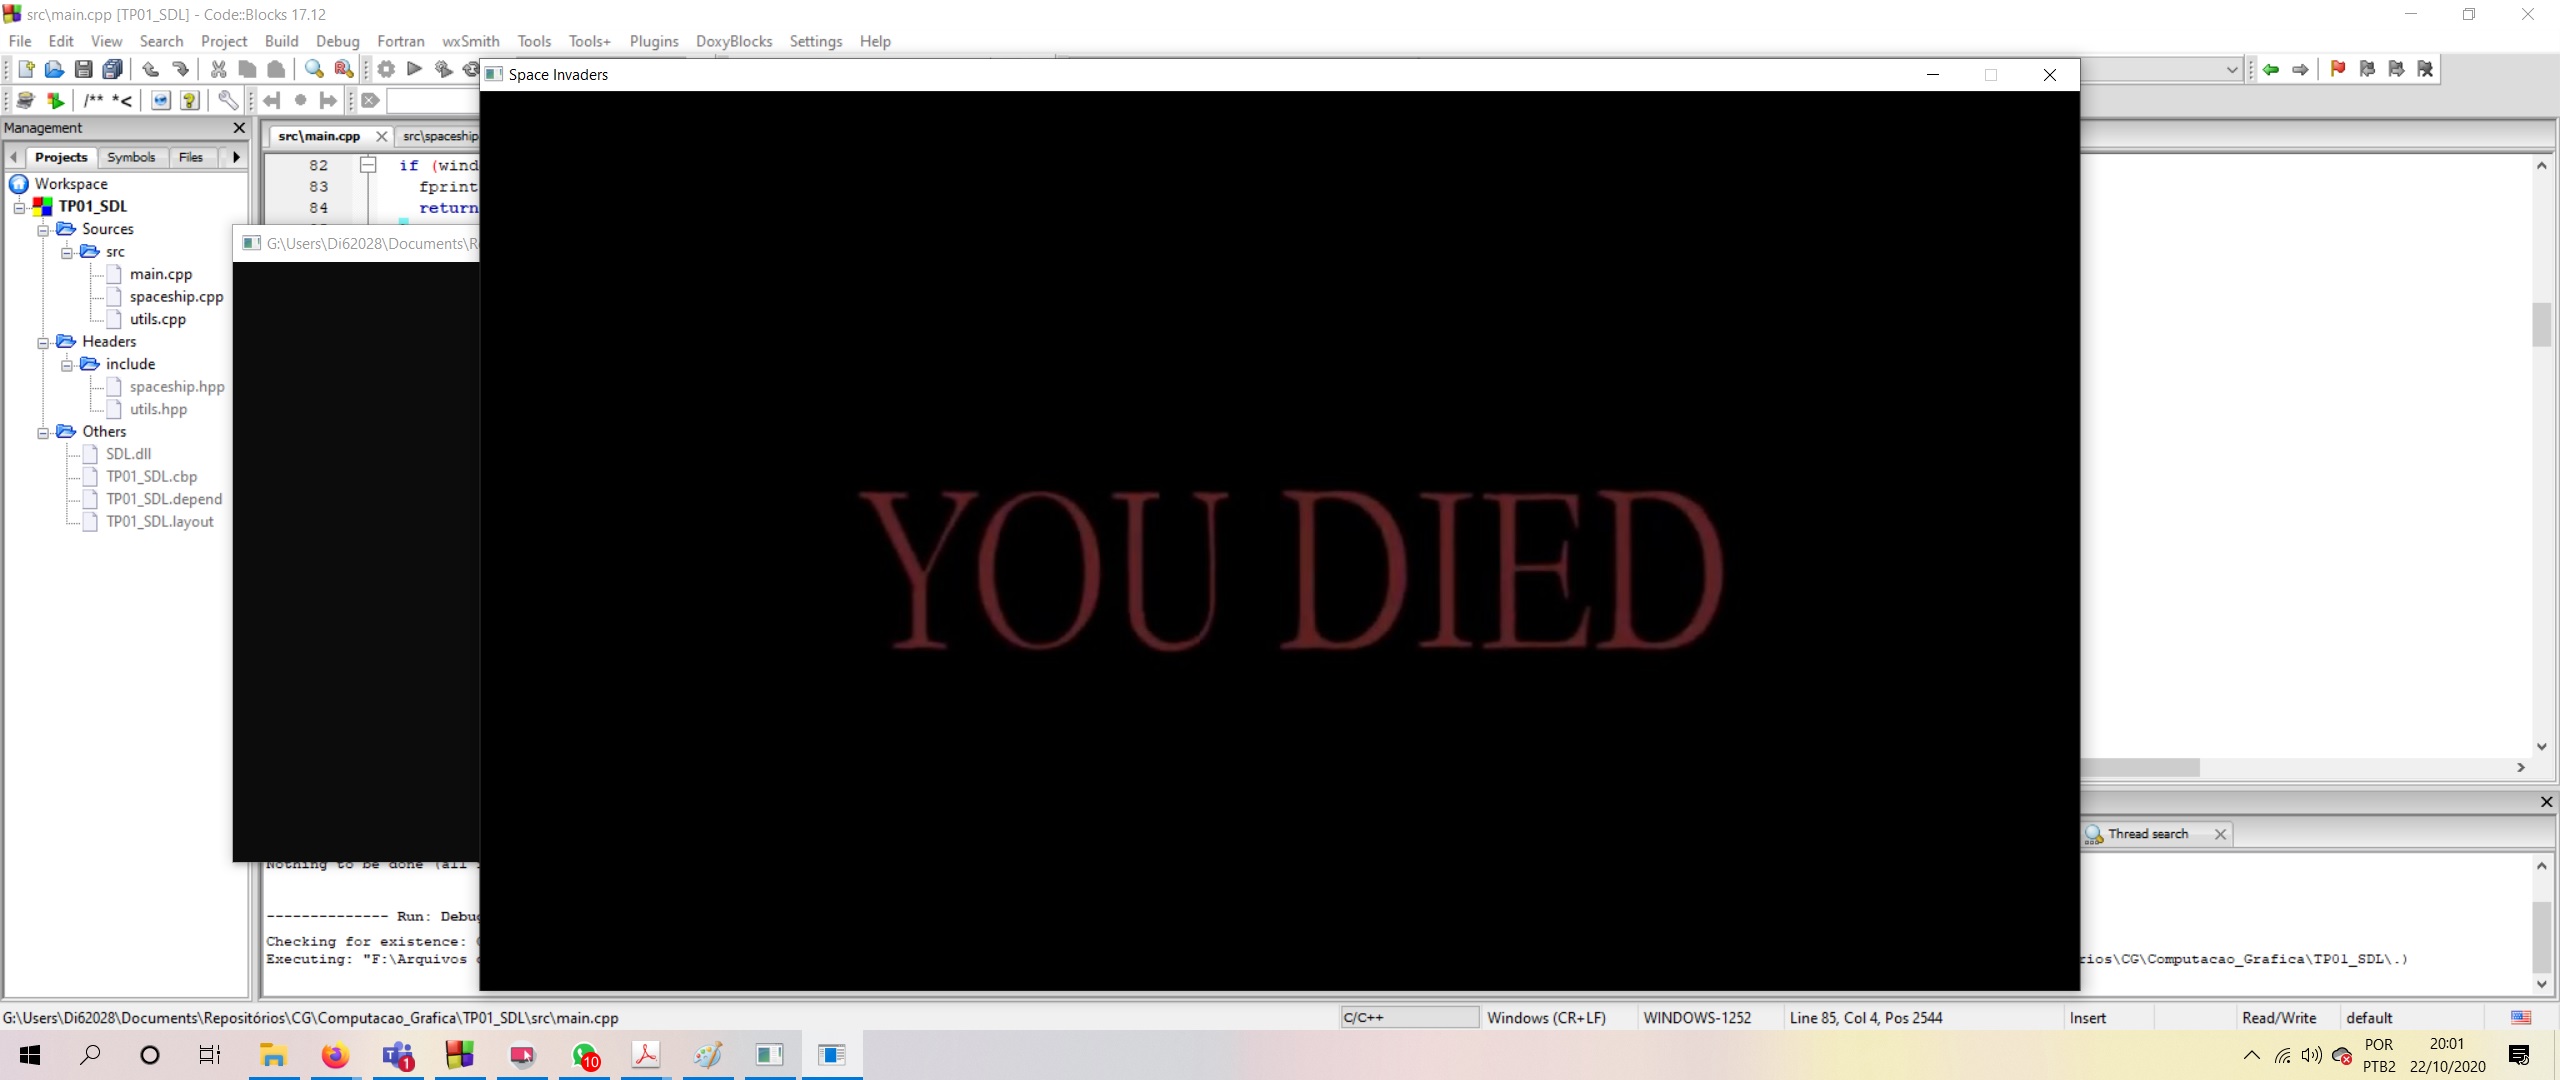 src\main.cpp [TP01_SDL] - Code::Blocks 17.12
File Edit View Search Project Build Debug Fortran wxSmith Tools Tools+ Plugins DoxyBlocks Settings Help
Space Invaders
/** *<
Management
Projects Symbols Files
src\main.cpp src\spaceship
Workspace
TP01_SDL
Sources
src
main.cpp
spaceship.cpp
utils.cpp
Headers
include
spaceship.hpp
utils.hpp
Others
SDL.dll
TP01_SDL.cbp
TP01_SDL.depend
TP01_SDL.layout
82 if (wind
83 fprint
84 return
G:\Users\Di62028\Documents\R
YOU DIED
Thread search
Nothing to be done (all
-------------- Run: Debug
Checking for existence:
Executing: "F:\Arquivos
rios\CG\Computacao_Grafica\TP01_SDL\.)
G:\Users\Di62028\Documents\Repositórios\CG\Computacao_Grafica\TP01_SDL\src\main.cpp C/C++ Windows (CR+LF) WINDOWS-1252 Line 85, Col 4, Pos 2544 Insert Read/Write default
1 10
POR 20:01
PTB2 22/10/2020
3